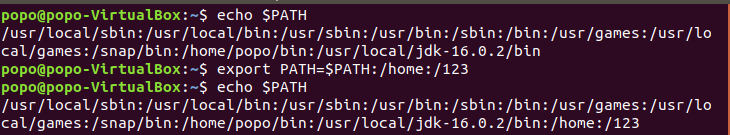 popo@popo-VirtualBox:~$ echo $PATH
/usr/local/sbin:/usr/local/bin:/usr/sbin:/usr/bin:/sbin:/bin:/usr/games:/usr/lo
cal/games:/snap/bin:/home/popo/bin:/usr/local/jdk-16.0.2/bin
popo@popo-VirtualBox:~$ export PATH=$PATH:/home:/123
popo@popo-VirtualBox:~$ echo $PATH
/usr/local/sbin:/usr/local/bin:/usr/sbin:/usr/bin:/sbin:/bin:/usr/games:/usr/lo
cal/games:/snap/bin:/home/popo/bin:/usr/local/jdk-16.0.2/bin:/home:/123